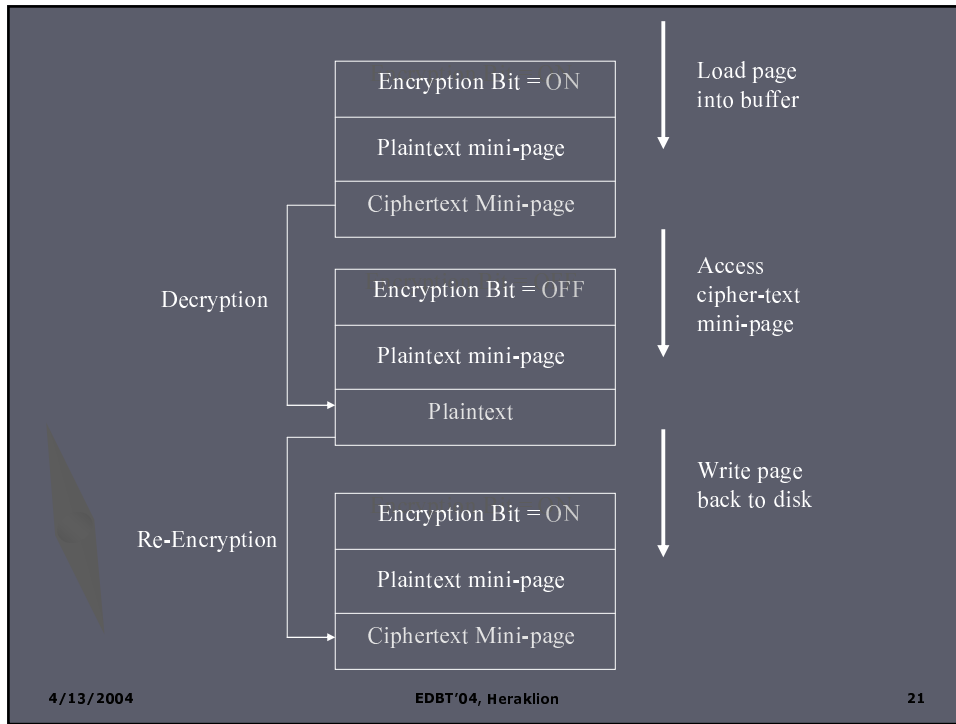 Encryption Bit = ON
Plaintext mini-page
Ciphertext Mini-page
Load page
into buffer
Decryption
Encryption Bit = OFF
Plaintext mini-page
Plaintext
Access
cipher-text
mini-page
Re-Encryption
Encryption Bit = ON
Plaintext mini-page
Ciphertext Mini-page
Write page
back to disk
4/13/2004
EDBT'04, Heraklion
21